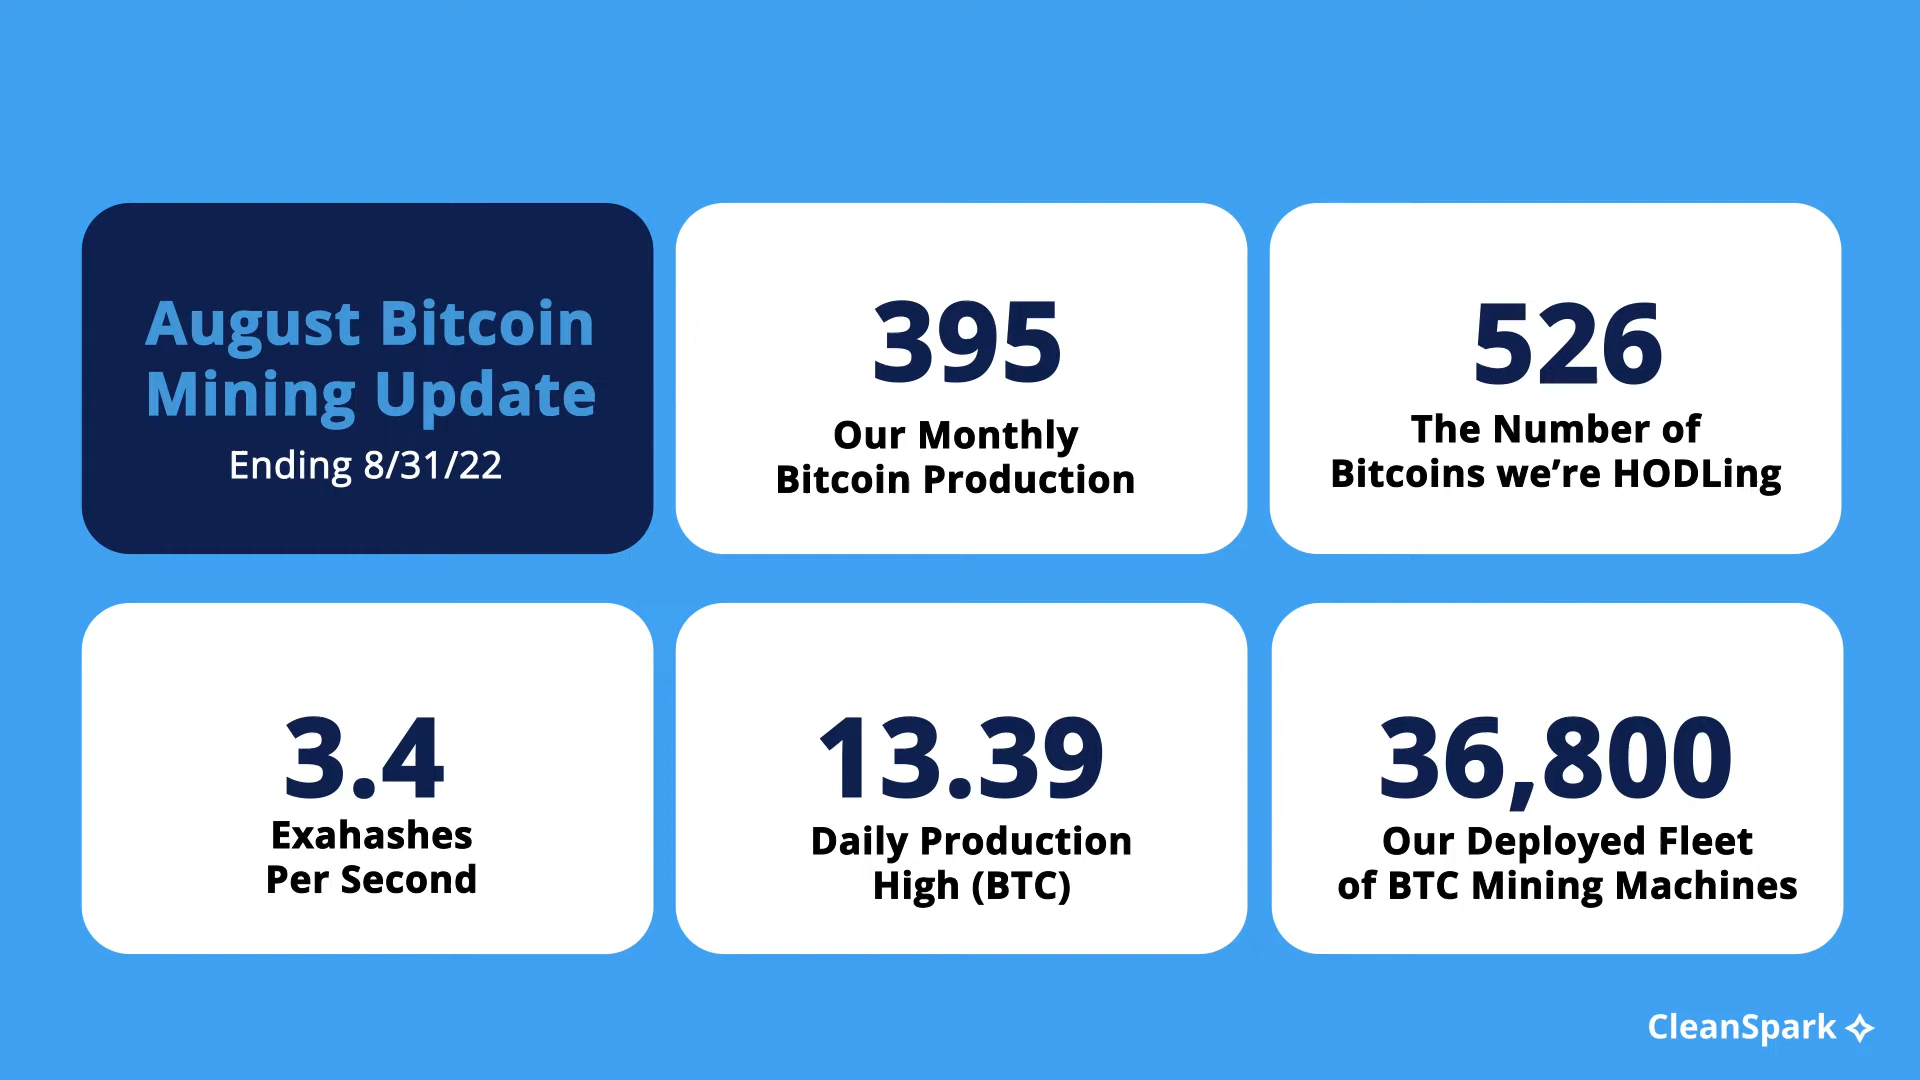 August Bitcoin
Mining Update
Ending 8/31/22
395
Our Monthly
Bitcoin Production
526
The Number of
Bitcoins we’re HODLing
3.4
Exahashes
Per Second
13.39
Daily Production
High (BTC)
36,800
Our Deployed Fleet
of BTC Mining Machines
CleanSpark